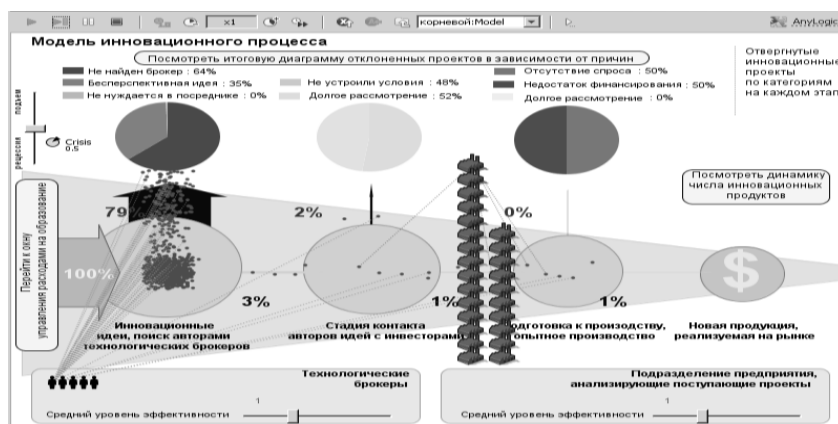 x1
корневой:Model
AnyLogic
Модель инновационного процесса
Посмотреть итоговую диаграмму отклоненных проектов в зависимости от причин
Не найден брокер : 64%
Бесперспективная идея : 35%
Не нуждается в посреднике : 0%
Не устроили условия : 48%
Долгое рассмотрение : 52%
Отсутствие спроса : 50%
Недостаток финансирования : 50%
Долгое рассмотрение : 0%
Отвергнутые
инновационные
проекты
по категориям
на каждом этап
подъем
рецессия
Crisis
0.5
Посмотреть динамику
числа инновационных
продуктов
Перейти к окну
управления расходами на образование
79
2%
0%
100%
3%
1%
1%
$
Инновационные
идеи, поиск авторами
технологических брокеров
Стадия контакта
авторов идей с инвесторами
одготовка к произодству,
опытное производство
Новая продукция,
реализуемая на рынке
Технологические
брокеры
Средний уровень эффективности
1
Подразделение предприятия,
анализирующие поступающие проекты
Средний уровень эффективности
1